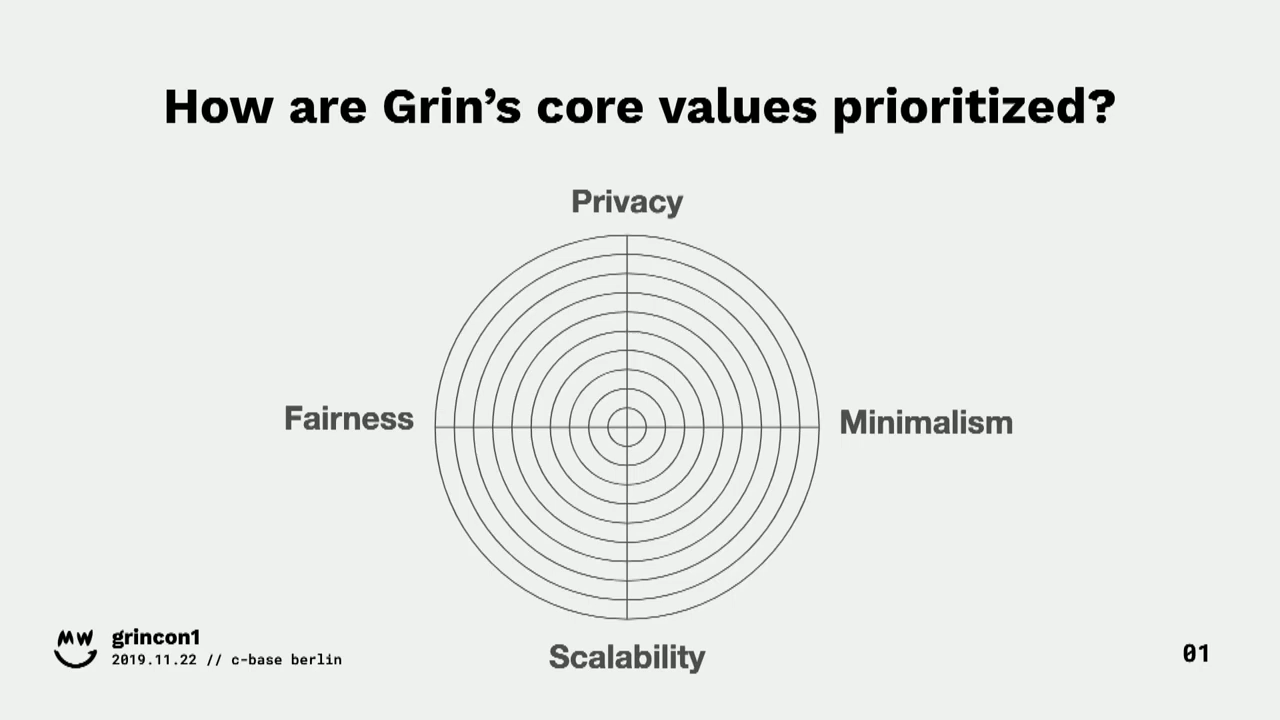 How are Grin’s core values prioritized?
Privacy
Fairness
Minimalism
Scalability
MW
grincon1
2019.11.22 // c-base berlin
01